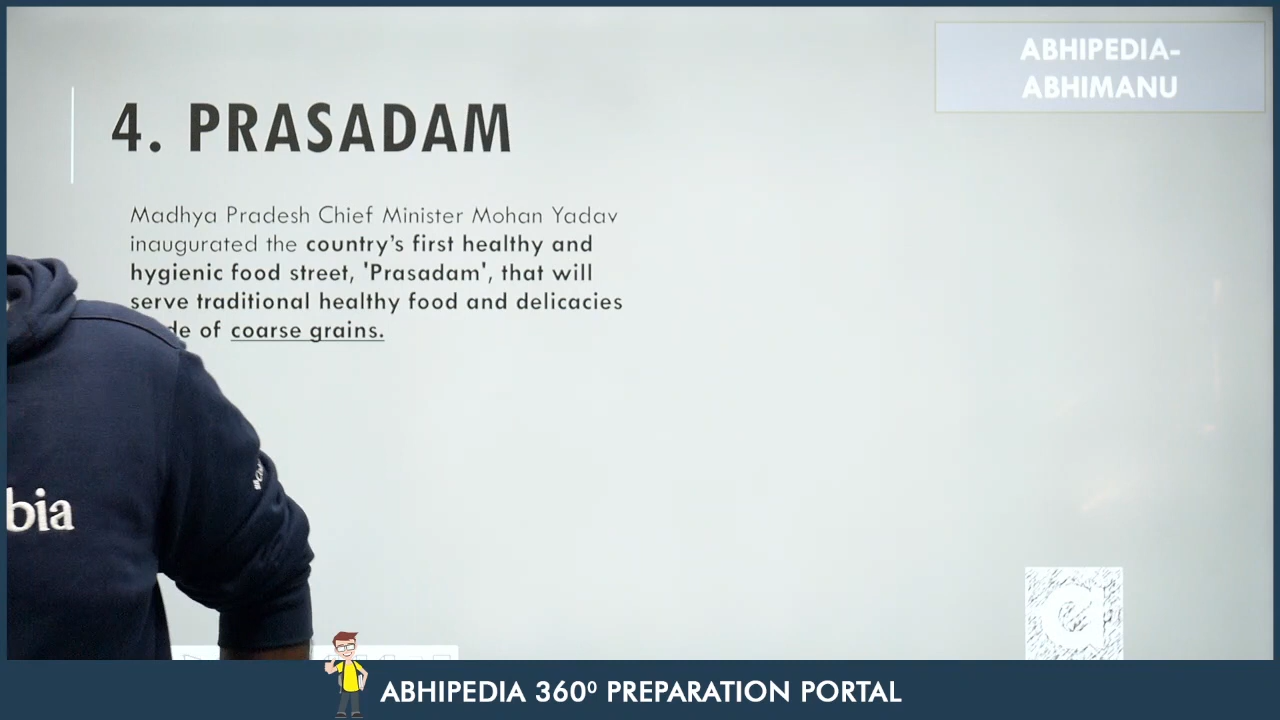 ABHIPEDIA-
ABHIMANU
4. PRASADAM
Madhya Pradesh Chief Minister Mohan Yadav
inaugurated the country's first healthy and
hygienic food street, 'Prasadam', that will
serve traditional healthy food and delicacies
de of coarse grains.
bia
ABHIPEDIA 360⁰ PREPARATION PORTAL